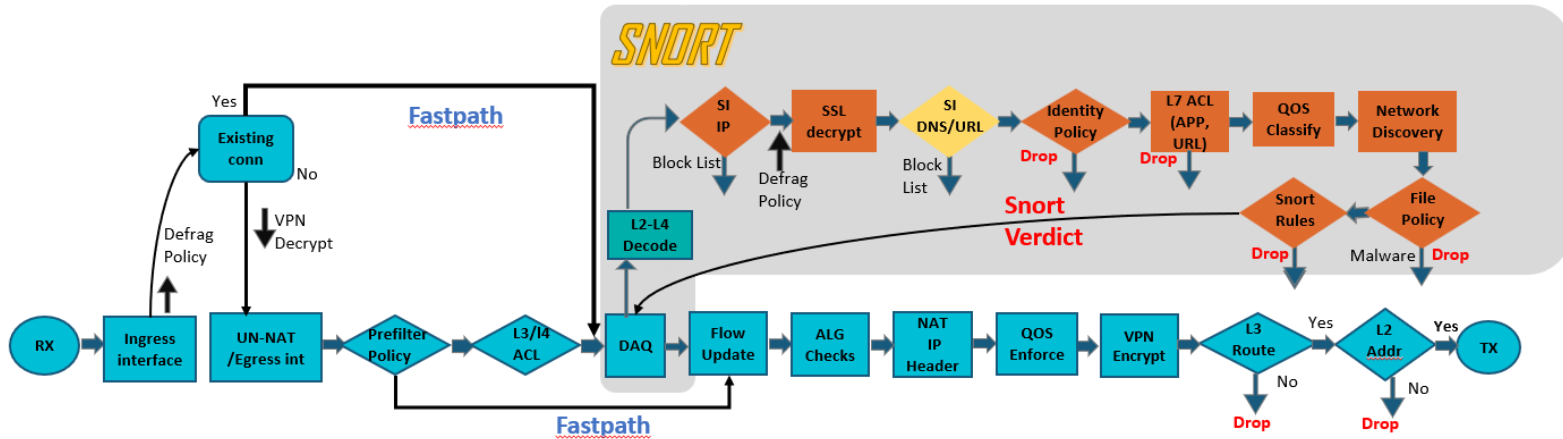 SNORT
Yes
Fastpath
Existing
conn
No
Defrag
Policy
VPN
Decrypt
SI
IP
Block List
SSL
decrypt
Defrag
Policy
SI
DNS/URL
Block
List
Identity
Policy
Drop
L7 ACL
(APP,
URL)
Drop
QOS
Classify
Network
Discovery
L2-L4
Decode
Snort
Verdict
Snort
Rules
Drop
File
Policy
Malware
Drop
RX
Ingress
interface
UN-NAT
/Egress int
Prefilter
Policy
L3/l4
ACL
DAQ
Flow
Update
ALG
Checks
NAT
IP
Header
QOS
Enforce
VPN
Encrypt
L3
Route
Yes
No
Drop
L2
Addr
Yes
No
Drop
TX
Fastpath